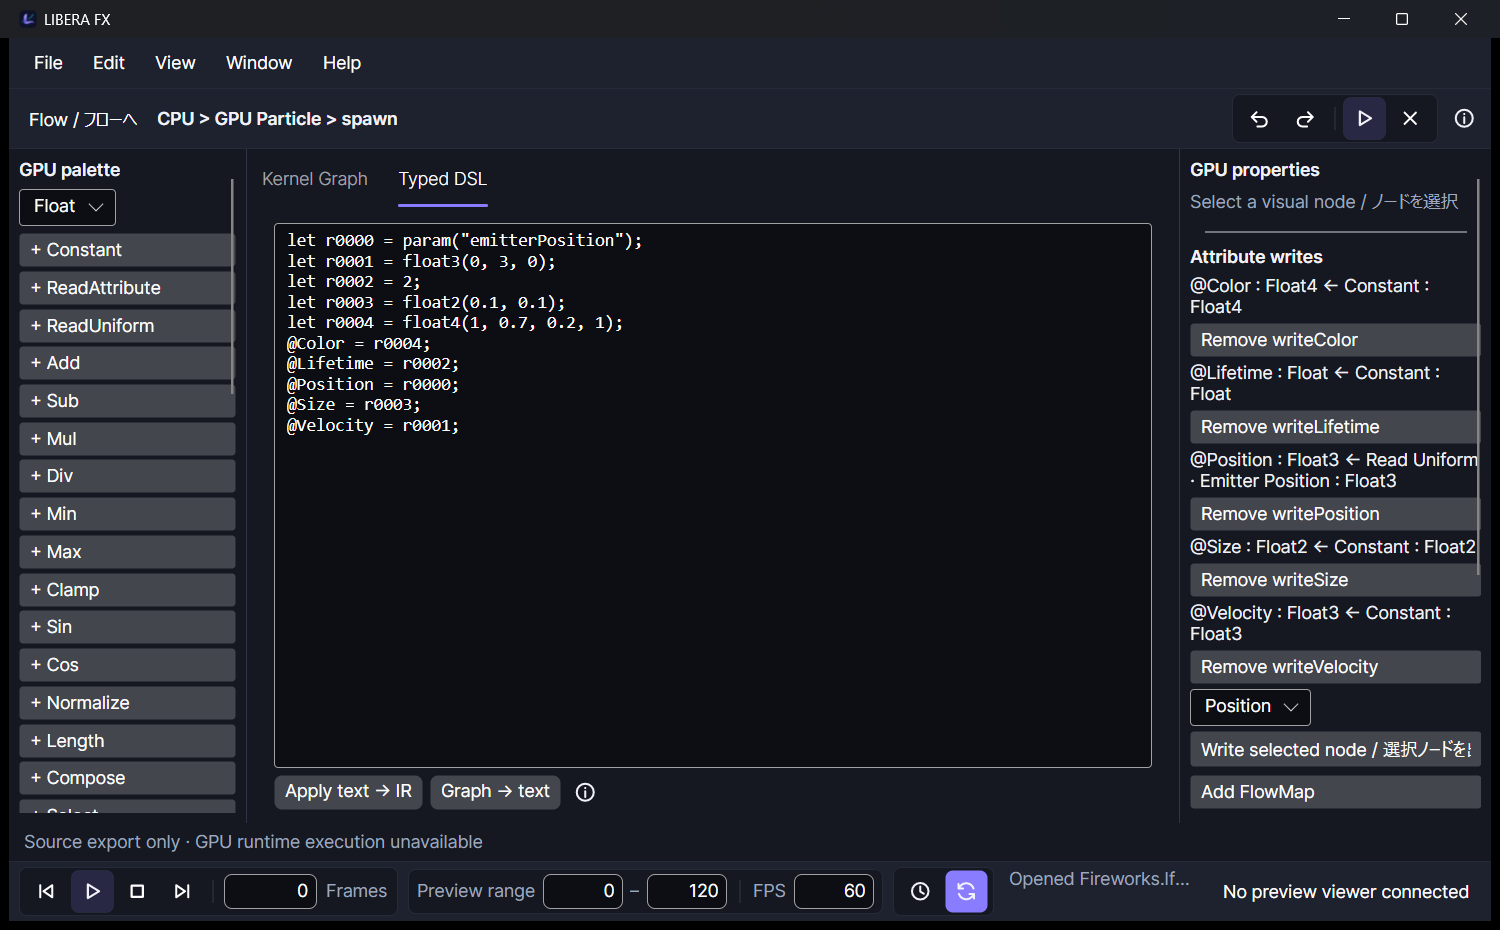 LIBERA FX
File Edit View Window Help
Flow / フローへ CPU > GPU Particle > spawn
GPU palette
Float
+ Constant
+ ReadAttribute
+ ReadUniform
+ Add
+ Sub
+ Mul
+ Div
+ Min
+ Max
+ Clamp
+ Sin
+ Cos
+ Normalize
+ Length
+ Compose
Kernel Graph Typed DSL
let r0000 = param("emitterPosition");
let r0001 = float3(0, 3, 0);
let r0002 = 2;
let r0003 = float2(0.1, 0.1);
let r0004 = float4(1, 0.7, 0.2, 1);
@Color = r0004;
@Lifetime = r0002;
@Position = r0000;
@Size = r0003;
@Velocity = r0001;
Apply text → IR Graph → text
GPU properties
Select a visual node / ノードを選択
Attribute writes
@Color : Float4 ← Constant :
Float4
Remove writeColor
@Lifetime : Float ← Constant :
Float
Remove writeLifetime
@Position : Float3 ← Read Uniform
· Emitter Position : Float3
Remove writePosition
@Size : Float2 ← Constant : Float2
Remove writeSize
@Velocity : Float3 ← Constant :
Float3
Remove writeVelocity
Position
Write selected node / 選択ノードを
Add FlowMap
Source export only · GPU runtime execution unavailable
0 Frames Preview range 0 – 120 FPS 60 Opened Fireworks.lf... No preview viewer connected